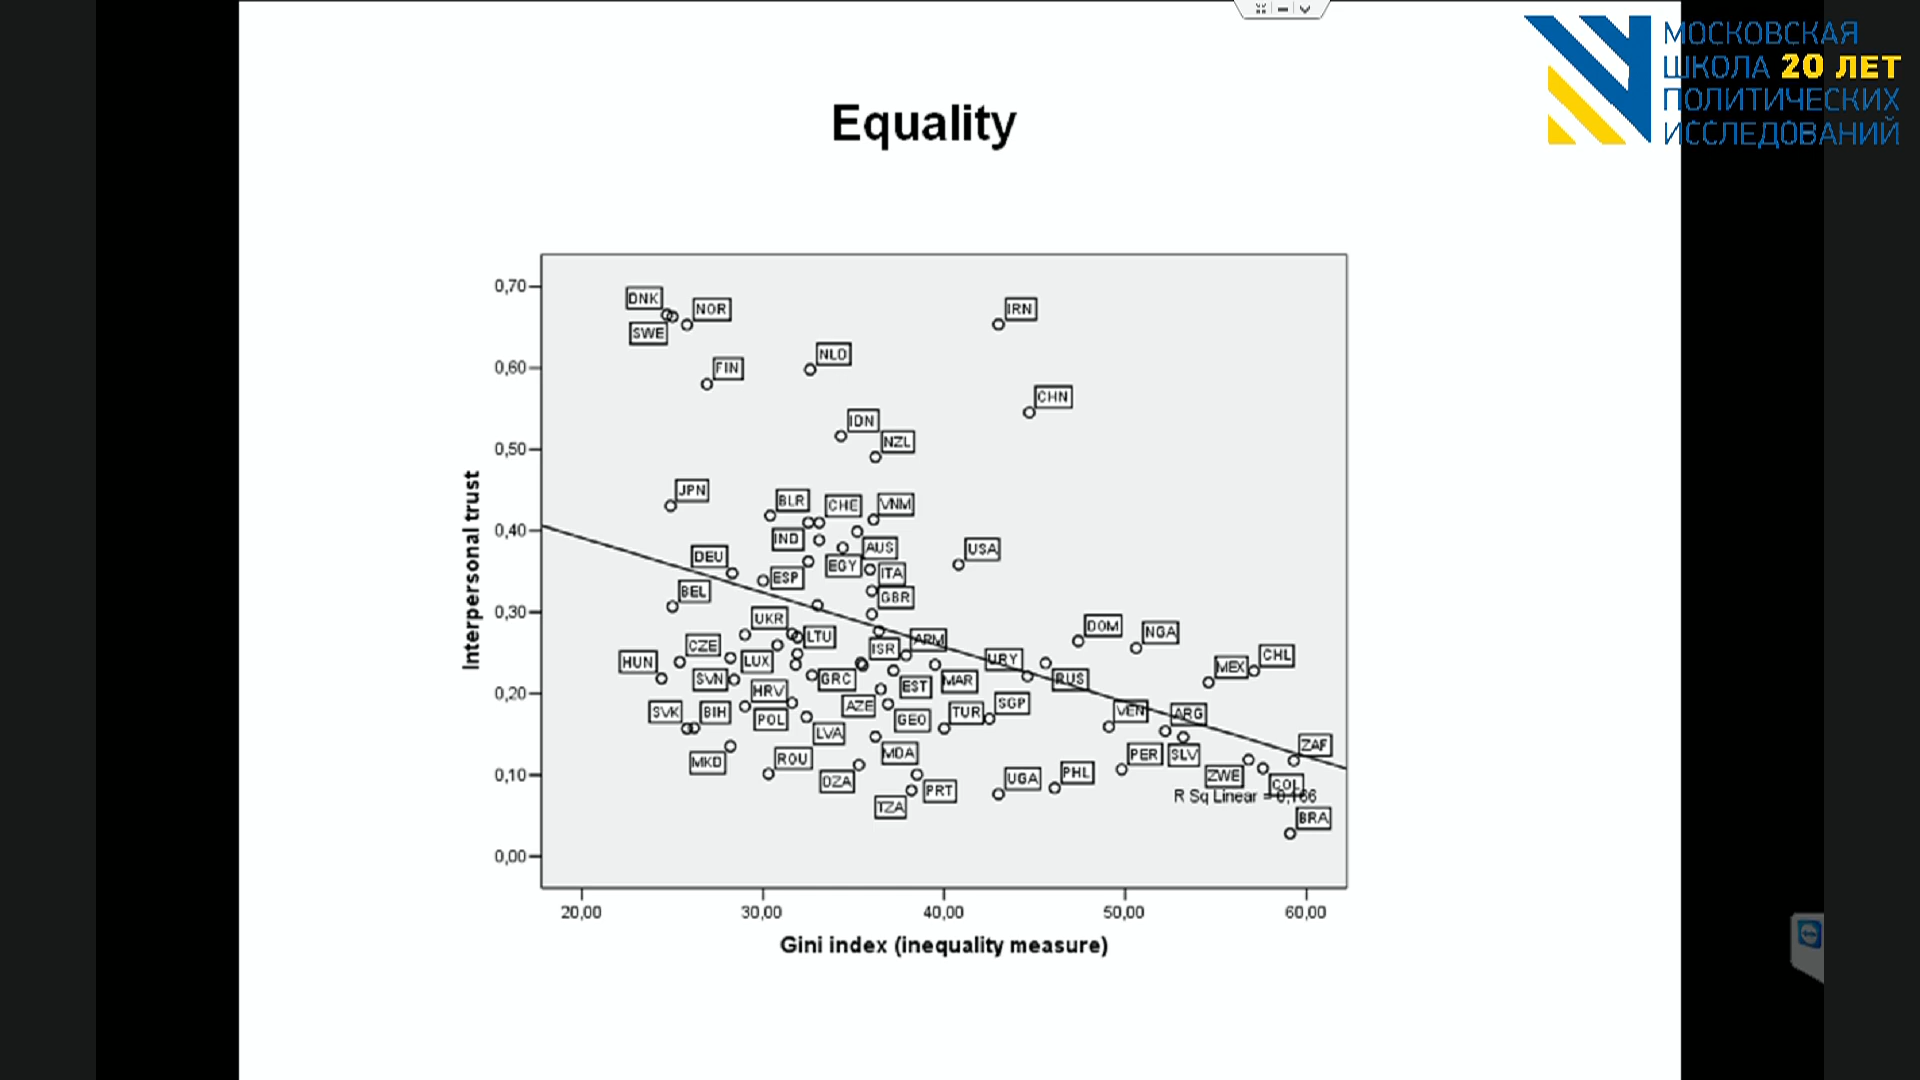 МОСКОВСКАЯ
ШКОЛА 20 ЛЕТ
ПОЛИТИЧЕСКИХ
ИССЛЕДОВАНИЙ
Equality
Interpersonal trust
0,70
0,60
0,50
0,40
0,30
0,20
0,10
0,00
DNK
NOR
IRN
SWE
NLD
FIN
CHN
IDN
NZL
JPN
BLR
CHE
VNM
IND
AUS
USA
DEU
EGY
ITA
ESP
BEL
GBR
UKR
DOM
NGA
LTU
ARM
CZE
ISR
HUN
LUX
URY
MEX
CHL
SVN
GRC
EST
MAR
RUS
HRV
SVK
BIH
POL
AZE
GEO
TUR
SGP
VEN
ARG
LVA
MKD
ROU
MDA
PER
SLV
ZAF
DZA
UGA
PHL
ZWE
COL
TZA
PRT
R Sq Linear = 0,166
BRA
20,00 30,00 40,00 50,00 60,00
Gini index (inequality measure)